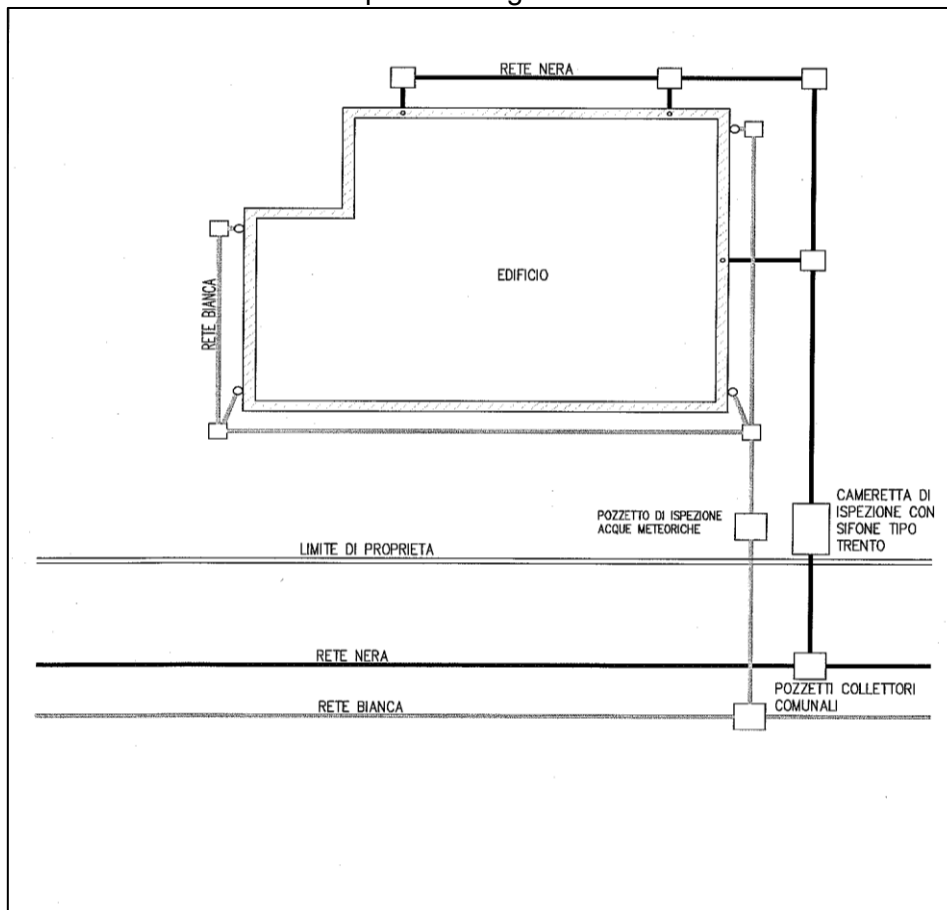 RETE NERA
RETE BIANCA
EDIFICIO
POZZETTO DI ISPEZIONE
ACQUE METEORICHE
CAMERETTA DI
ISPEZIONE CON
SIFONE TIPO
TRENTO
LIMITE DI PROPRIETA
RETE NERA
POZZETTI COLLETTORI
COMUNALI
RETE BIANCA